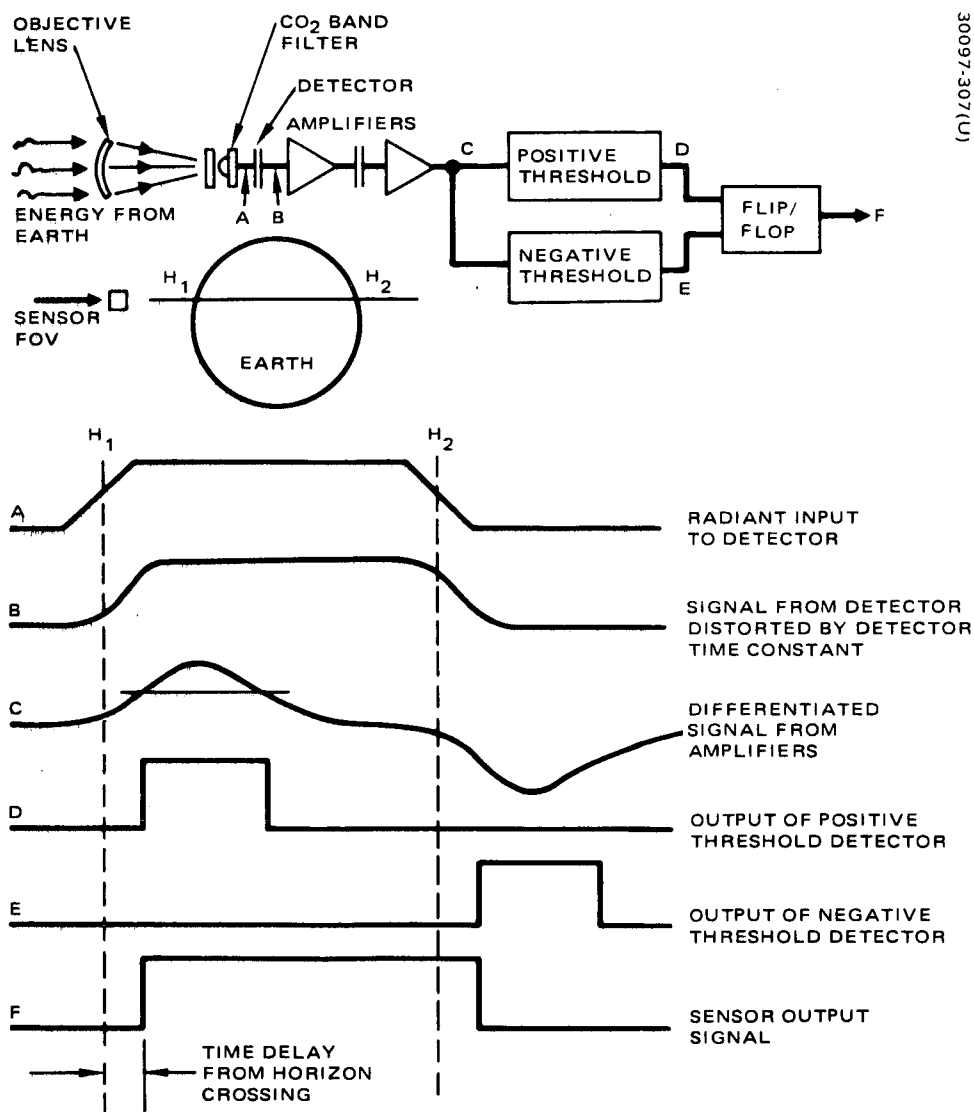 30097-307(U)
OBJECTIVE
LENS
CO2 BAND
FILTER
DETECTOR
AMPLIFIERS
ENERGY FROM
EARTH
A
B
C
POSITIVE
THRESHOLD
D
NEGATIVE
THRESHOLD
E
FLIP/
FLOP
F
SENSOR
FOV
H1
H2
EARTH
H1
H2
A
RADIANT INPUT
TO DETECTOR
B
SIGNAL FROM DETECTOR
DISTORTED BY DETECTOR
TIME CONSTANT
C
DIFFERENTIATED
SIGNAL FROM
AMPLIFIERS
D
OUTPUT OF POSITIVE
THRESHOLD DETECTOR
E
OUTPUT OF NEGATIVE
THRESHOLD DETECTOR
F
SENSOR OUTPUT
SIGNAL
TIME DELAY
FROM HORIZON
CROSSING